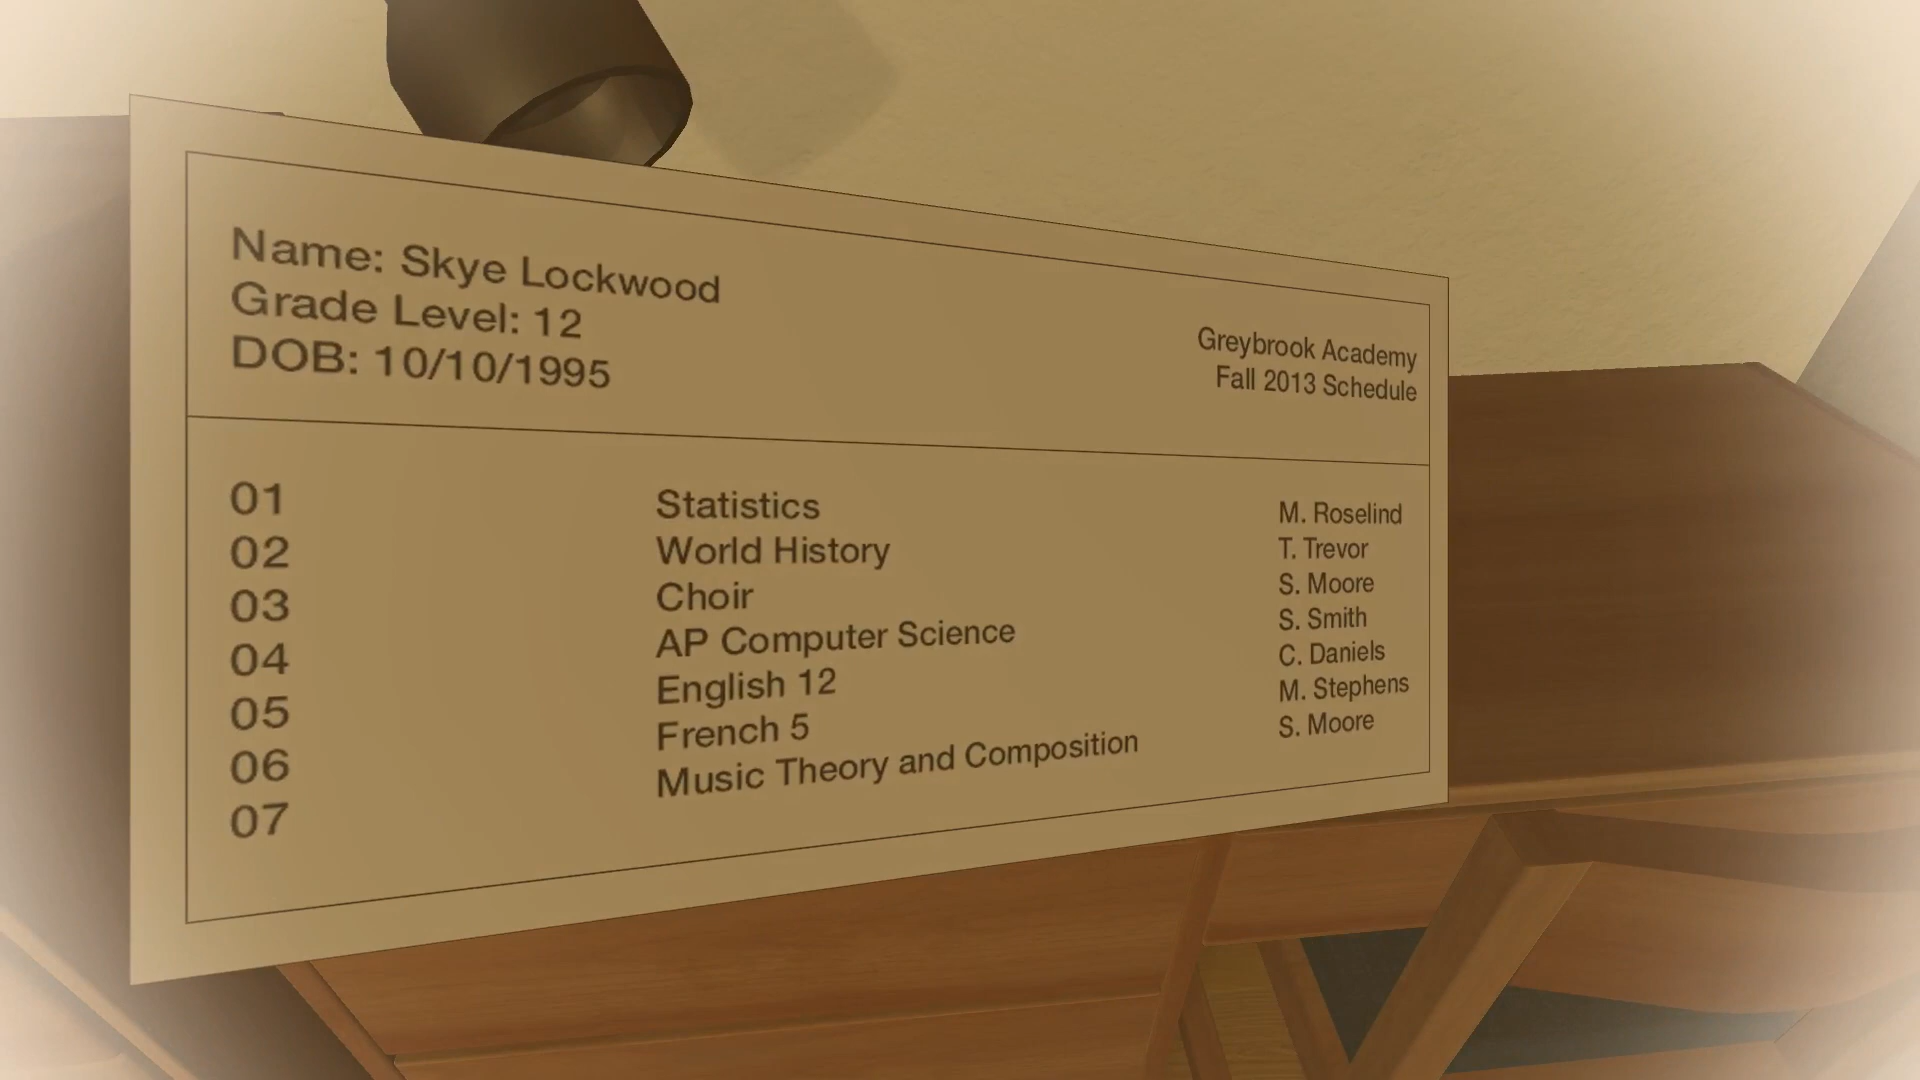 Name: Skye Lockwood
Grade Level: 12
DOB: 10/10/1995
Greybrook Academy
Fall 2013 Schedule
01 Statistics M. Roselind
02 World History T. Trevor
03 Choir S. Moore
04 AP Computer Science S. Smith
05 English 12 C. Daniels
06 French 5 M. Stephens
07 Music Theory and Composition S. Moore